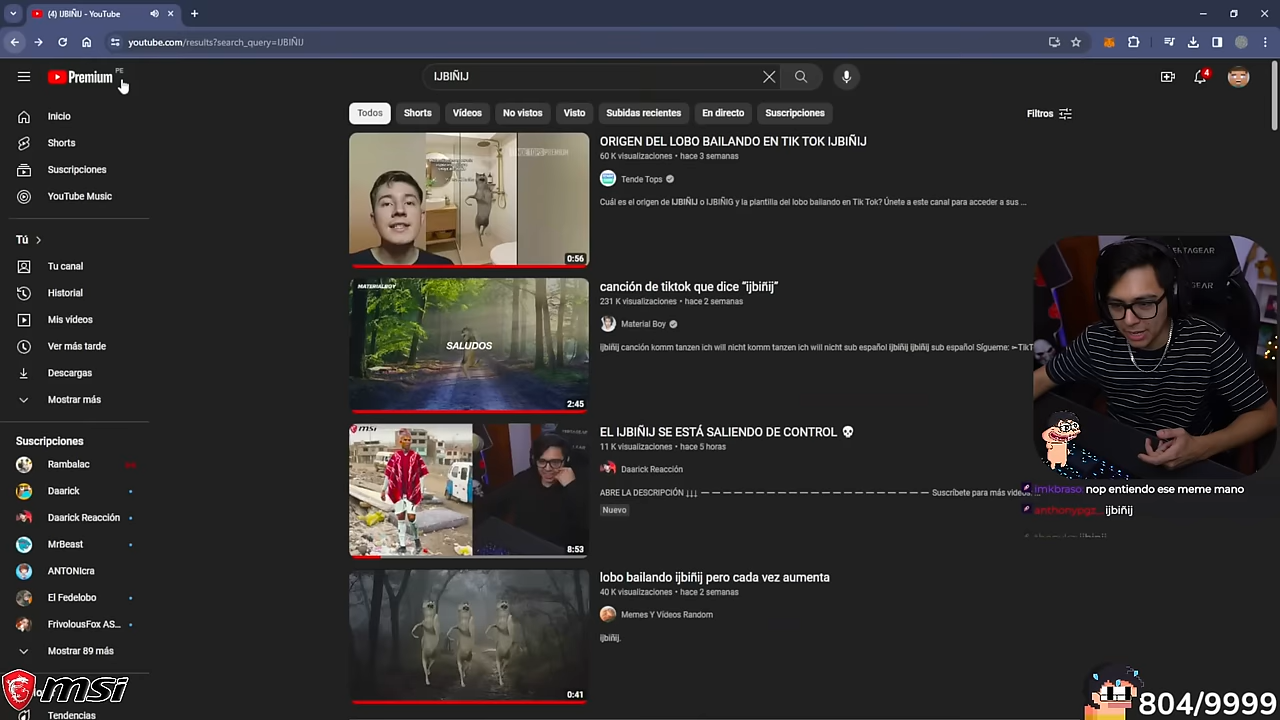 (4) IJBIÑIJ - YouTube
youtube.com/results?search_query=IJBIÑIJ
Premium
PE
IJBIÑIJ
4
Inicio
Shorts
Suscripciones
YouTube Music
Tú
Tu canal
Historial
Mis vídeos
Ver más tarde
Descargas
Mostrar más
Suscripciones
Rambalac
Daarick
Daarick Reacción
MrBeast
ANTONIcra
El Fedelobo
FrivolousFox AS...
Mostrar 89 más
msi
Tendencias
Todos
Shorts
Vídeos
No vistos
Visto
Subidas recientes
En directo
Suscripciones
Filtros
0:56
ORIGEN DEL LOBO BAILANDO EN TIK TOK IJBIÑIJ
60 K visualizaciones • hace 3 semanas
Tende Tops
Cuál es el origen de IJBIÑIJ o IJBIÑIG y la plantilla del lobo bailando en Tik Tok? Únete a este canal para acceder a sus ...
MATERIALBOY
SALUDOS
2:45
canción de tiktok que dice “ijbiñij”
231 K visualizaciones • hace 2 semanas
Material Boy
ijbiñij canción komm tanzen ich will nicht komm tanzen ich will nicht sub español ijbiñij ijbiñij sub español Sígueme: ➳TikT
msi
8:53
EL IJBIÑIJ SE ESTÁ SALIENDO DE CONTROL 💀
11 K visualizaciones • hace 5 horas
Daarick Reacción
ABRE LA DESCRIPCIÓN ↓↓↓ — — — — — — — — — — — — — — — — — — — — Suscríbete para más videos
Nuevo
0:41
lobo bailando ijbiñij pero cada vez aumenta
40 K visualizaciones • hace 2 semanas
Memes Y Vídeos Random
ijbiñij.
imkbraso: nop entiendo ese meme mano
anthonypgz... ijbiñij
804/9999